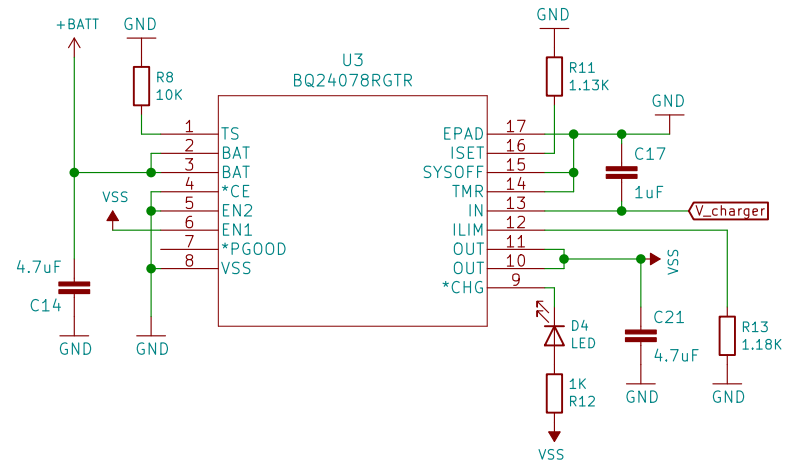 +BATT
GND
GND
U3
BQ24078RGTR
R8
10K
R11
1.13K
GND
1 TS
2 BAT
3 BAT
4 *CE
5 EN2
6 EN1
7 *PGOOD
8 VSS
EPAD 17
ISET 16
SYSOFF 15
TMR 14
IN 13
ILIM 12
OUT 11
OUT 10
*CHG 9
C17
1uF
V_charger
VSS
VSS
4.7uF
C14
GND
GND
D4
LED
C21
4.7uF
R13
1.18K
1K
R12
GND
GND
VSS